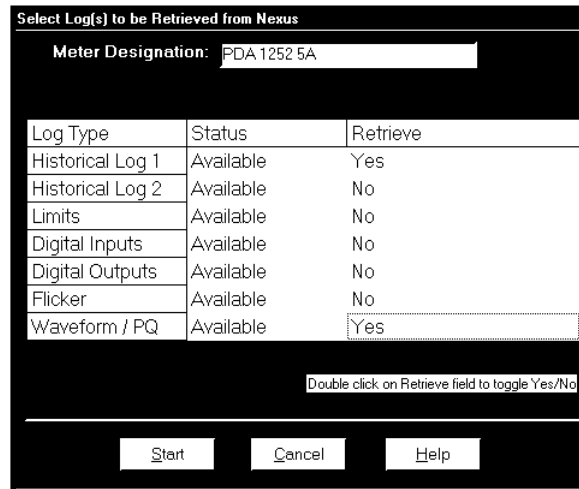 Select Log(s) to be Retrieved from Nexus
Meter Designation: PDA 1252 5A
Log Type Status Retrieve
Historical Log 1 Available Yes
Historical Log 2 Available No
Limits Available No
Digital Inputs Available No
Digital Outputs Available No
Flicker Available No
Waveform / PQ Available Yes
Double click on Retrieve field to toggle Yes/No
Start Cancel Help